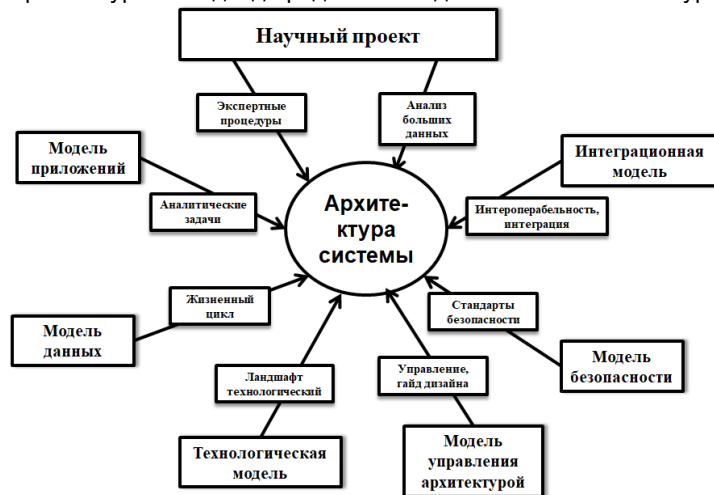 Научный проект
Экспертные
процедуры
Анализ
больших
данных
Модель
приложений
Интеграционная
модель
Аналитические
задачи
Архите-
ктура
системы
Интероперабельность,
интеграция
Жизненный
цикл
Стандарты
безопасности
Модель
данных
Модель
безопасности
Ландшафт
технологический
Управление,
гайд дизайна
Технологическая
модель
Модель
управления
архитектурой